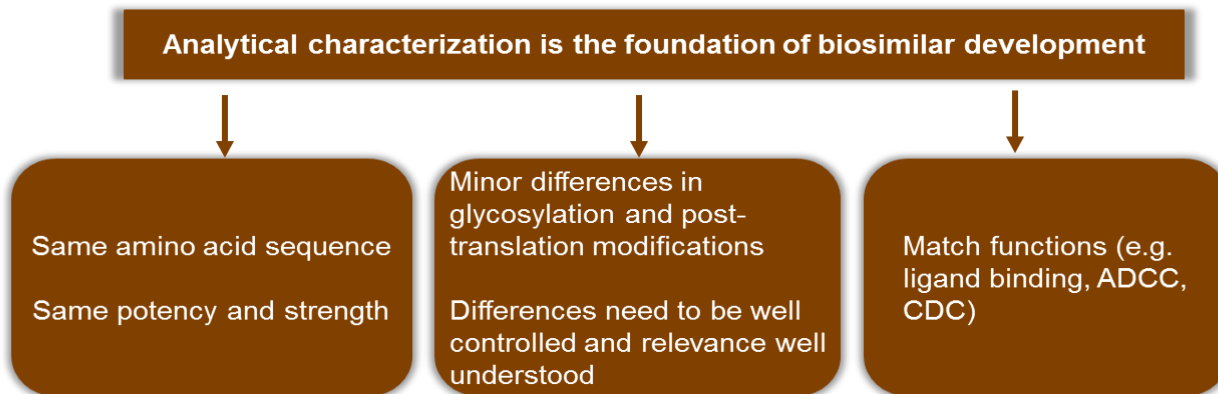 Analytical characterization is the foundation of biosimilar development
Same amino acid sequence
Same potency and strength
Minor differences in
glycosylation and post-
translation modifications
Differences need to be well
controlled and relevance well
understood
Match functions (e.g.
ligand binding, ADCC,
CDC)